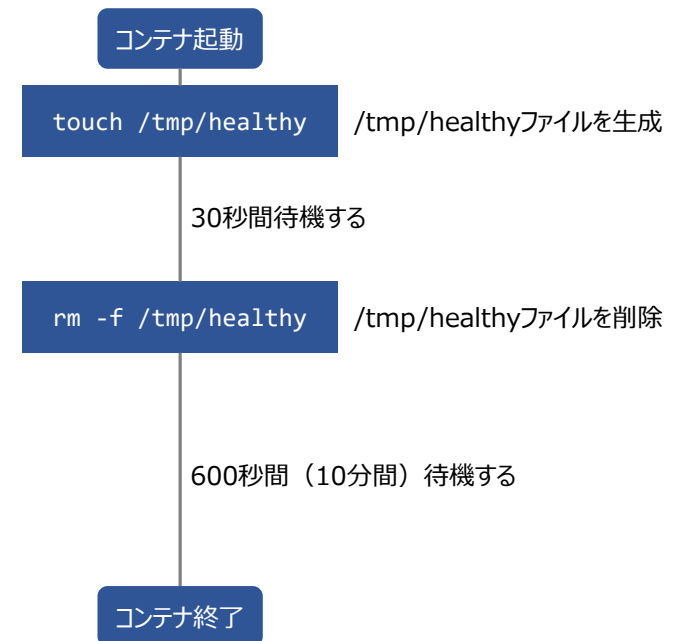 コンテナ起動
touch /tmp/healthy
/tmp/healthyファイルを生成
30秒間待機する
rm -f /tmp/healthy
/tmp/healthyファイルを削除
600秒間（10分間）待機する
コンテナ終了